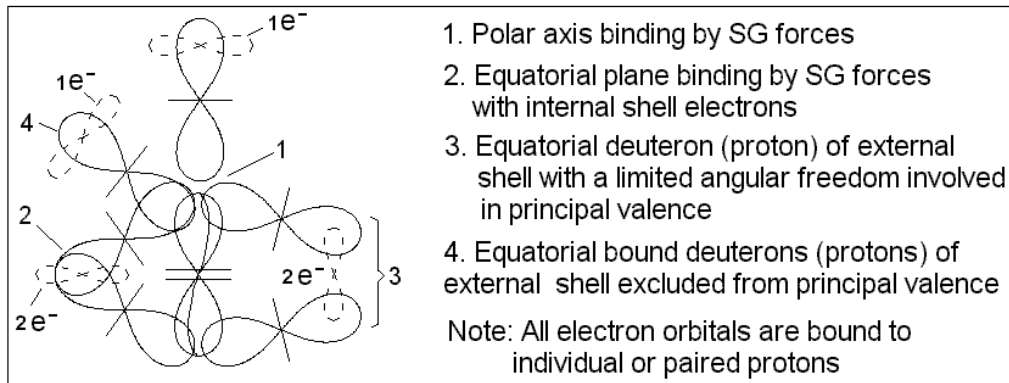 1e-
1e-
4
1
2
2e-
2e-
3
1. Polar axis binding by SG forces
2. Equatorial plane binding by SG forces
with internal shell electrons
3. Equatorial deuteron (proton) of external
shell with a limited angular freedom involved
in principal valence
4. Equatorial bound deuterons (protons) of
external shell excluded from principal valence
Note: All electron orbitals are bound to
individual or paired protons